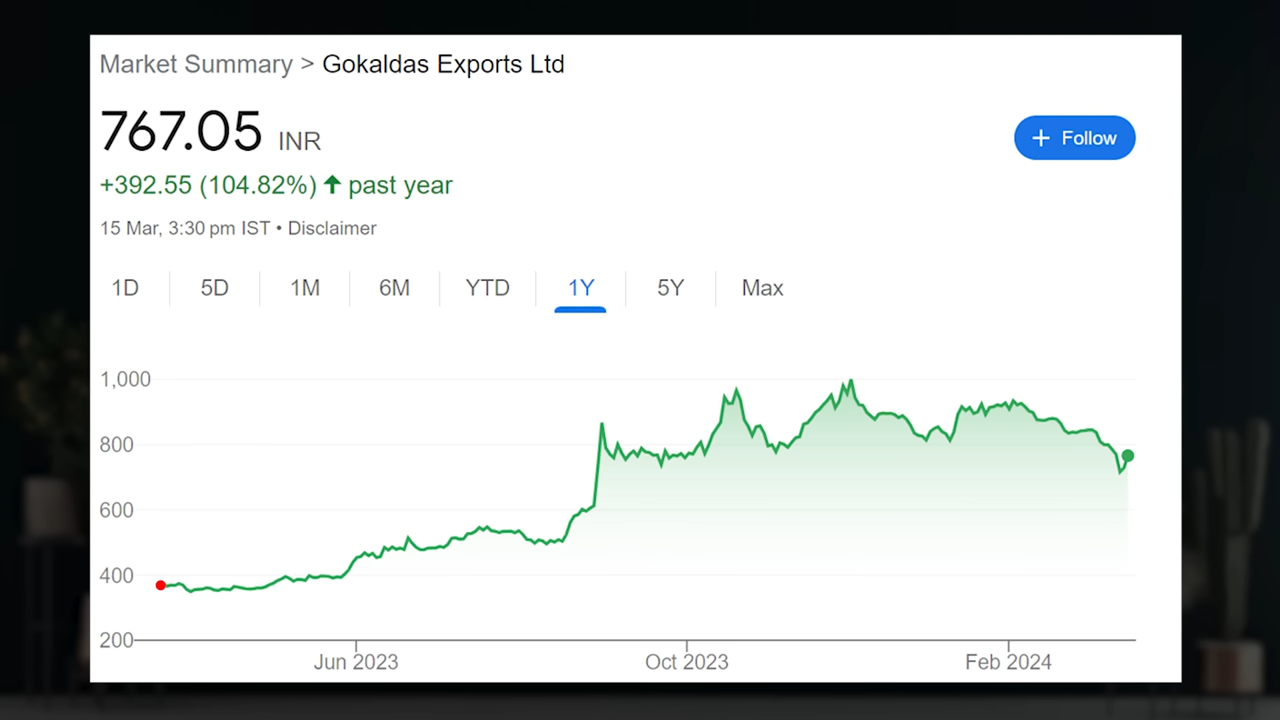 Market Summary > Gokaldas Exports Ltd
767.05 INR
+ Follow
+392.55 (104.82%) ↑ past year
15 Mar, 3:30 pm IST • Disclaimer
1D 5D 1M 6M YTD 1Y 5Y Max
1,000
800
600
400
200
Jun 2023 Oct 2023 Feb 2024